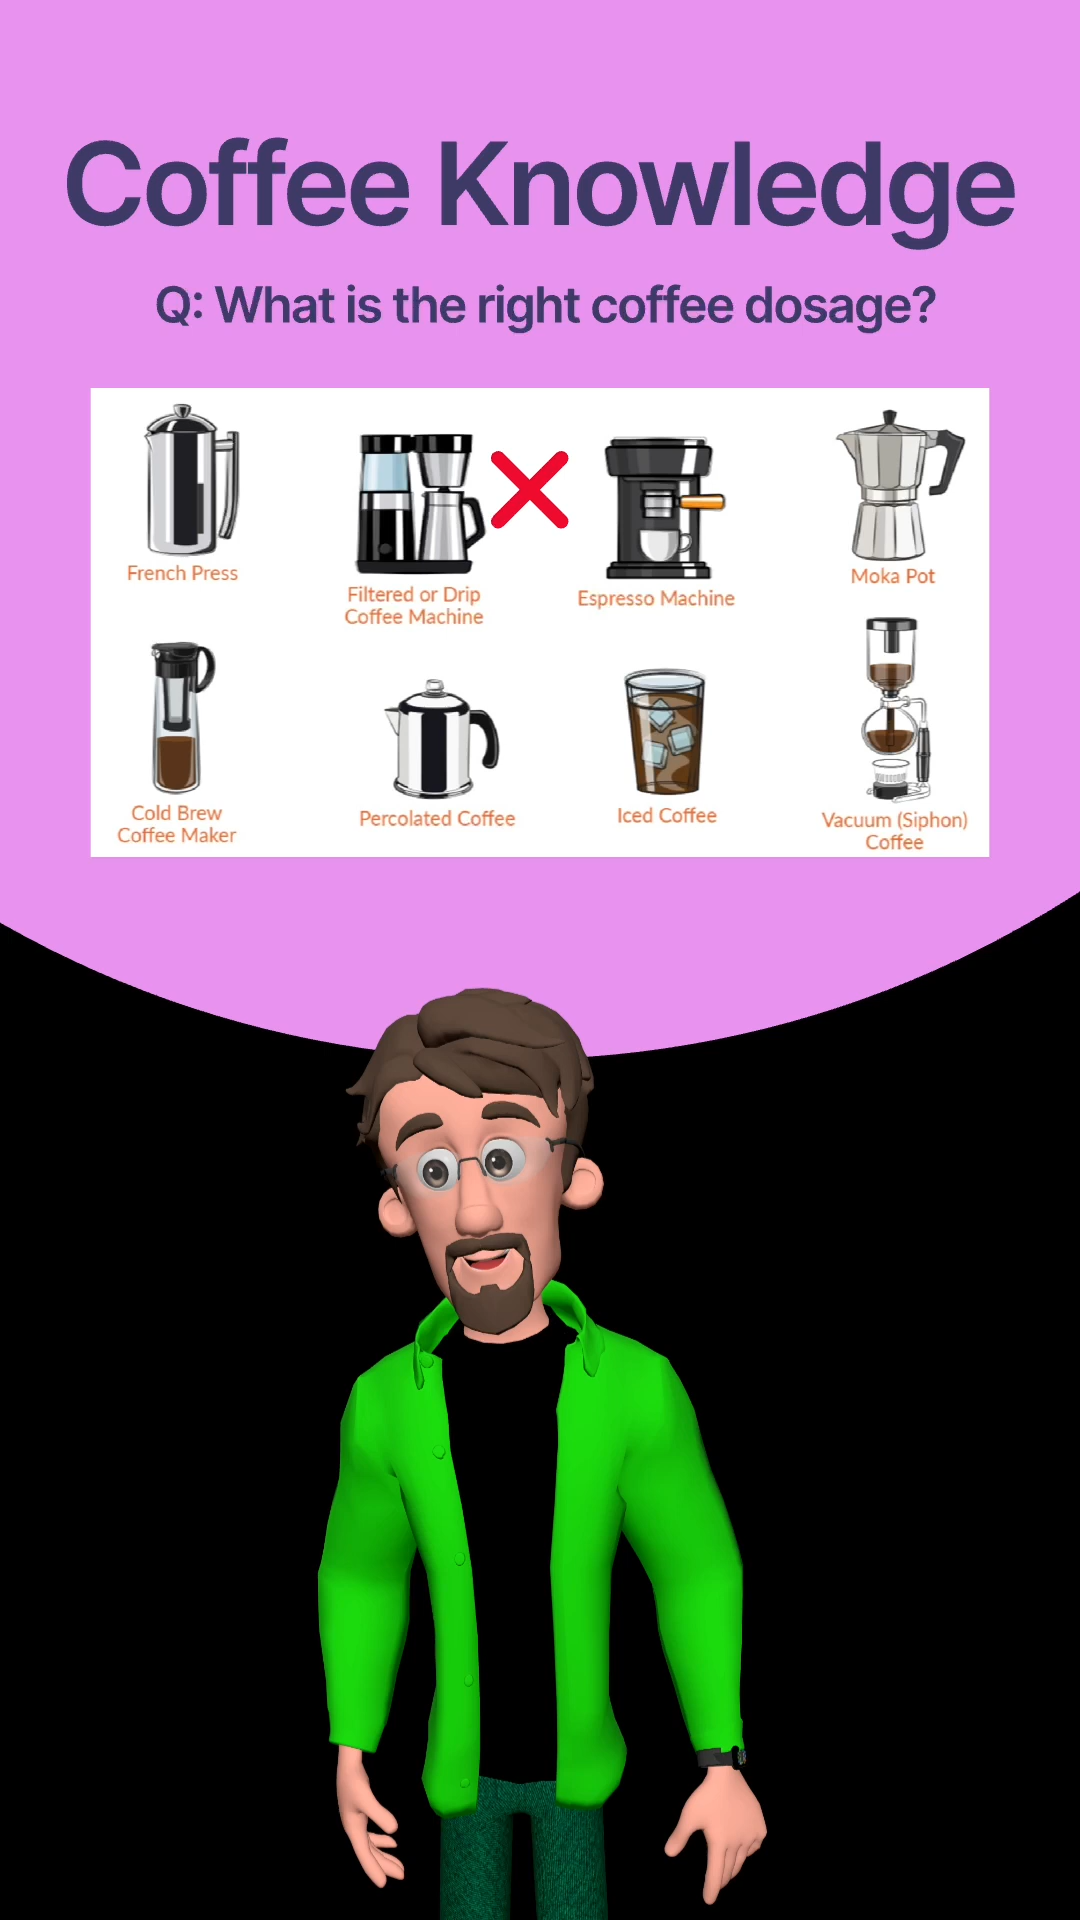 Coffee Knowledge
Q: What is the right coffee dosage?
French Press
Filtered or Drip
Coffee Machine
Espresso Machine
Moka Pot
Cold Brew
Coffee Maker
Percolated Coffee
Iced Coffee
Vacuum (Siphon)
Coffee